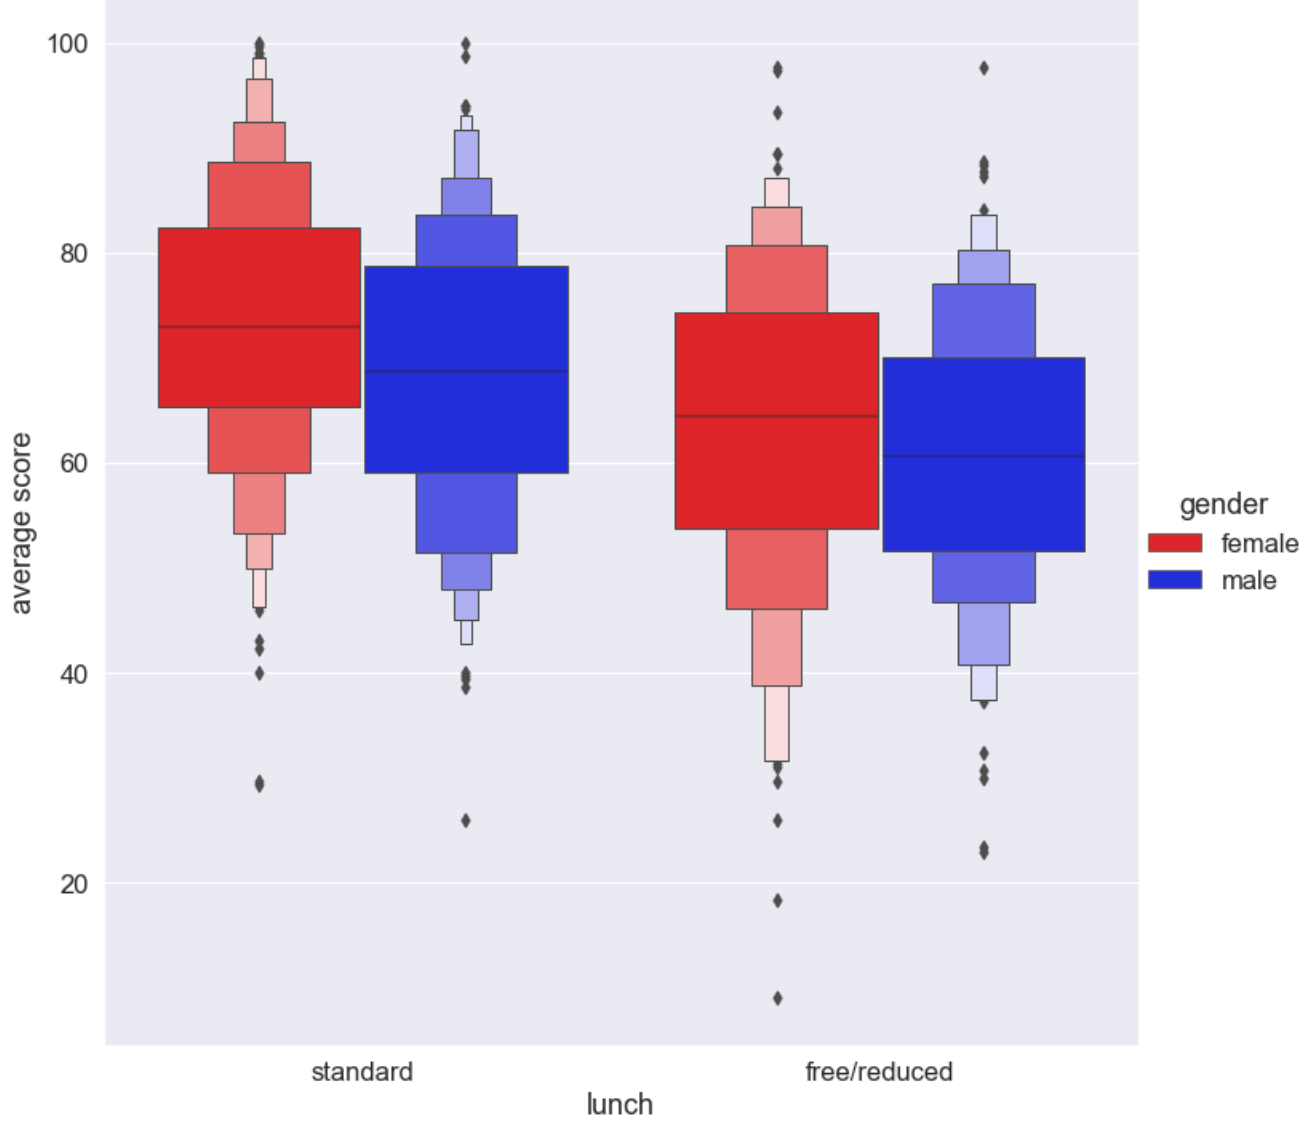 100
80
60
40
20
average score
standard
free/reduced
lunch
gender
female
male